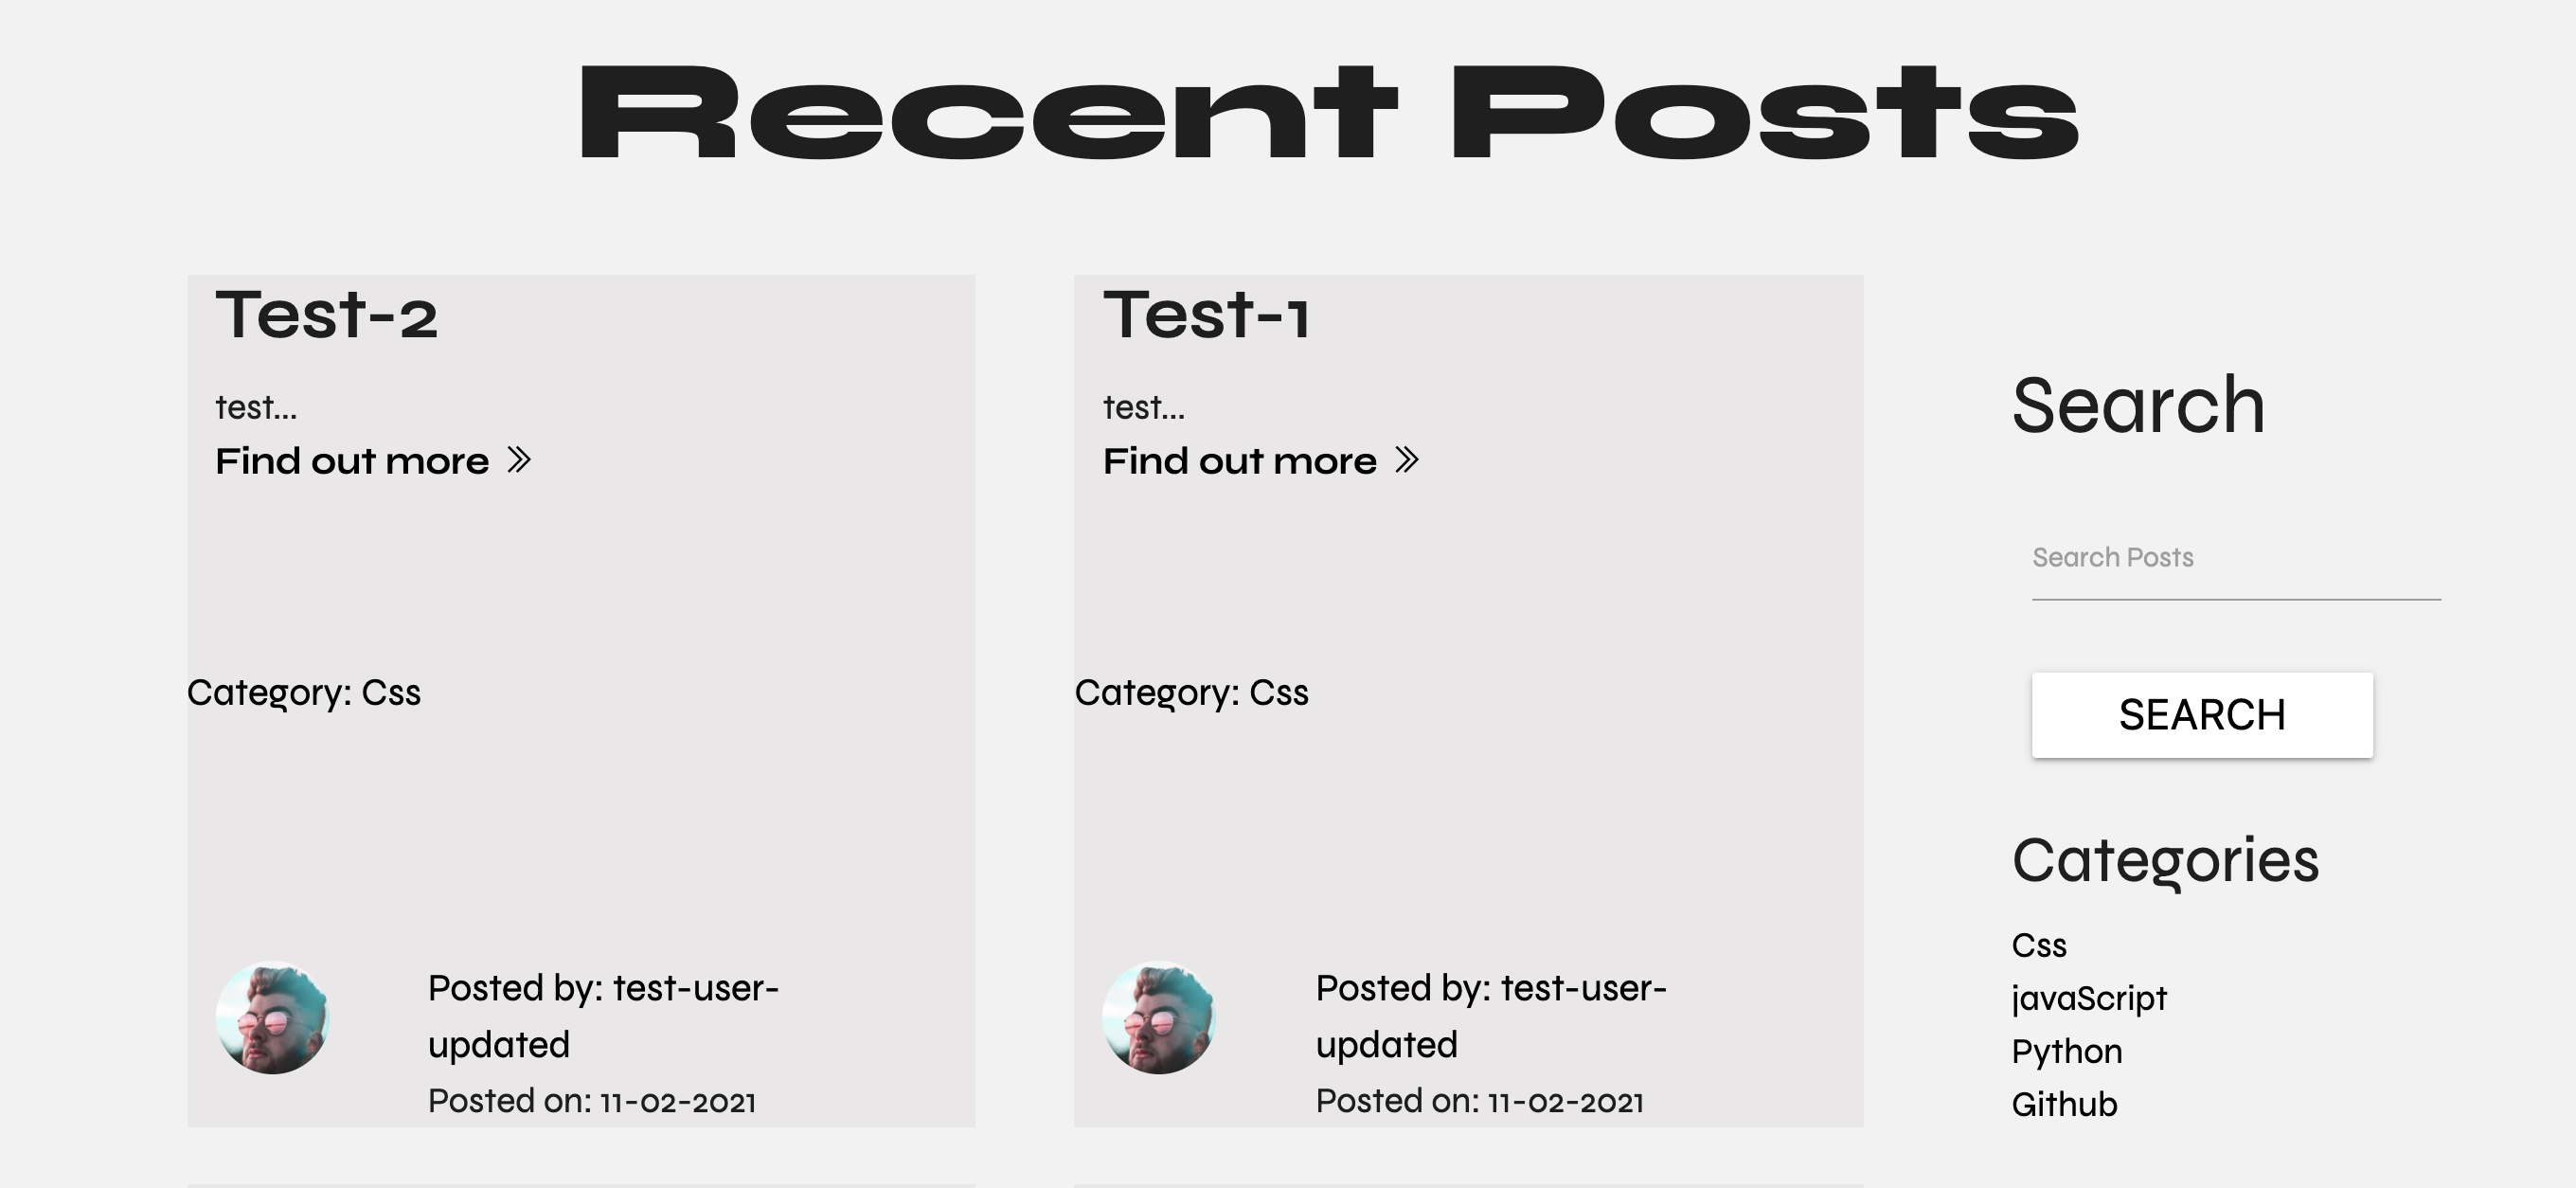 Recent Posts
Test-2
test...
Find out more
Category: Css
Posted by: test-user-
updated
Posted on: 11-02-2021
Test-1
test...
Find out more
Category: Css
Posted by: test-user-
updated
Posted on: 11-02-2021
Search
Search Posts
SEARCH
Categories
Css
javaScript
Python
Github